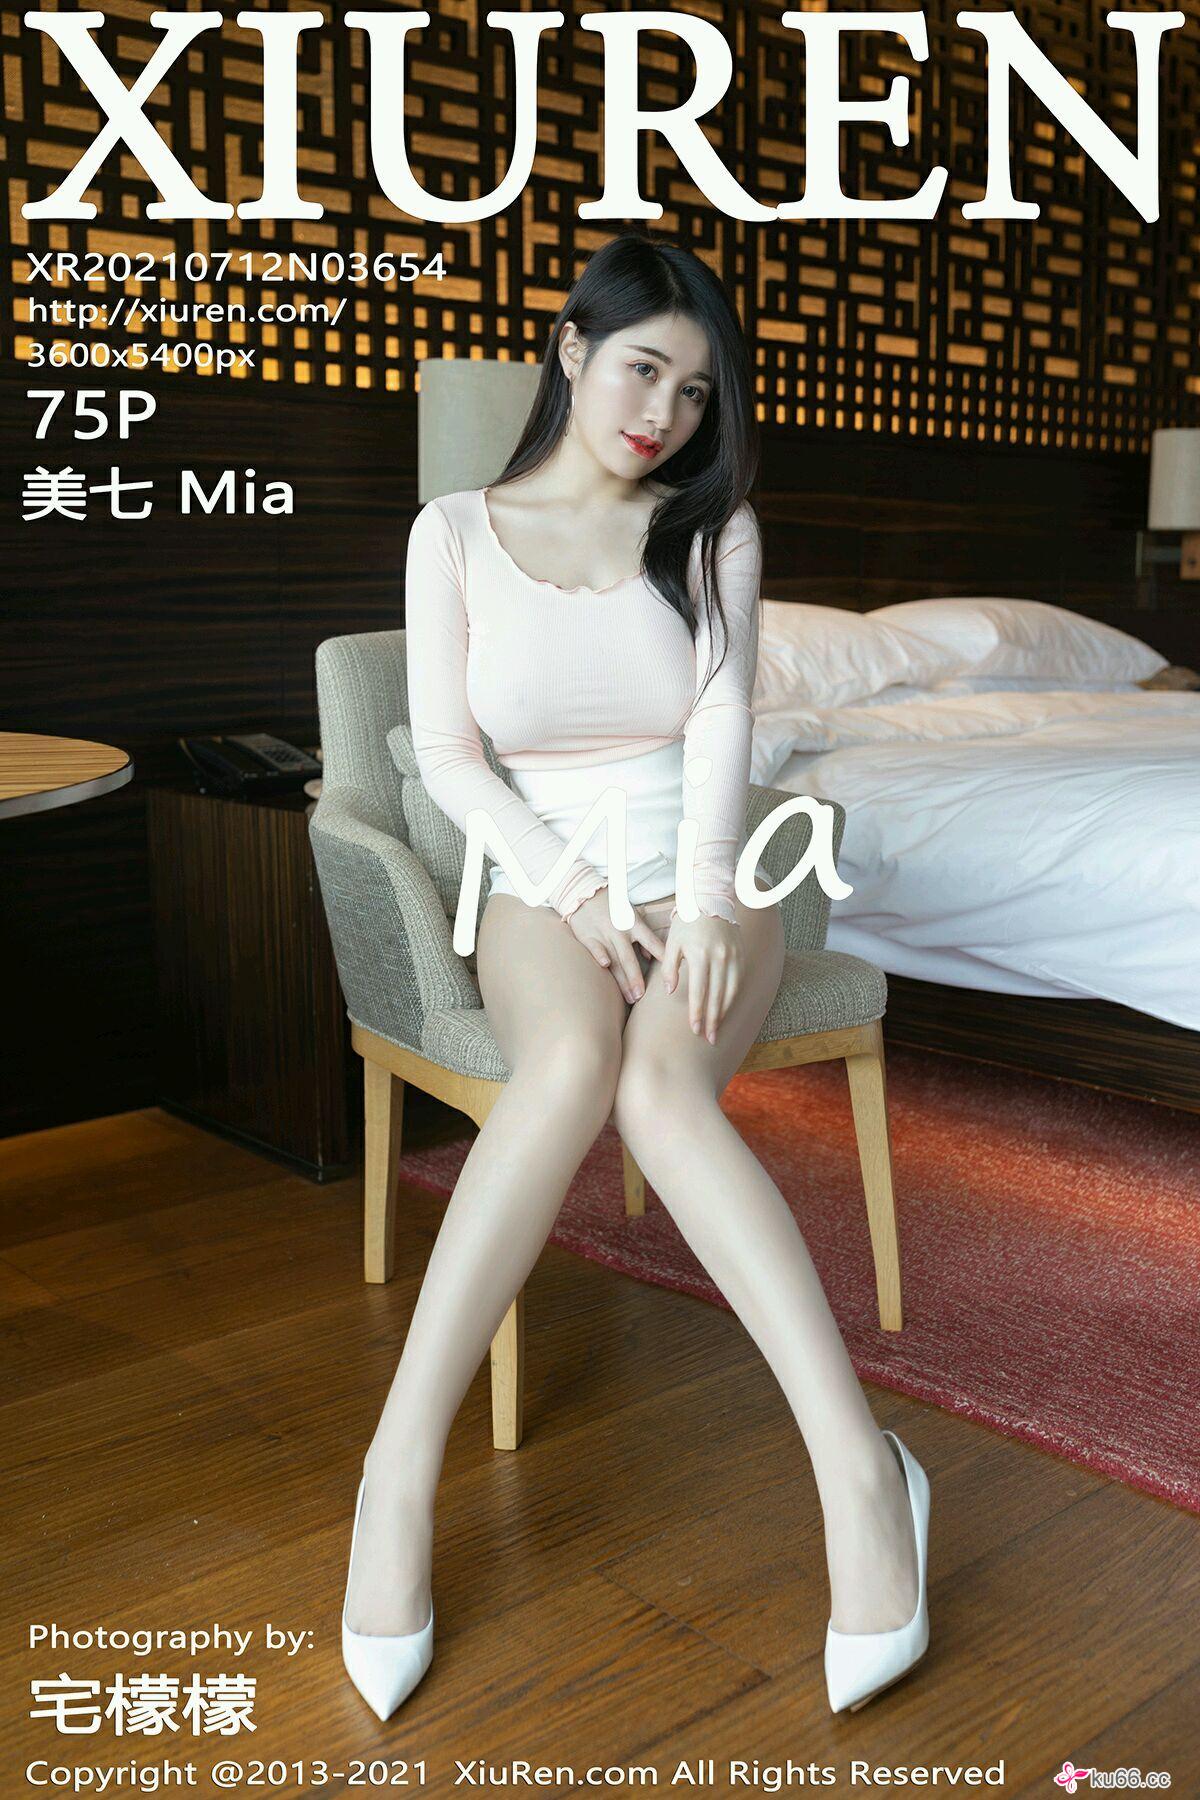 XIUREN
XR20210712N03654
http://xiuren.com/
3600x5400px
75P
美七 Mia
Mia
Photography by:
宅檬檬
Copyright @2013-2021 XiuRen.com All Rights Reserved
ku66.cc